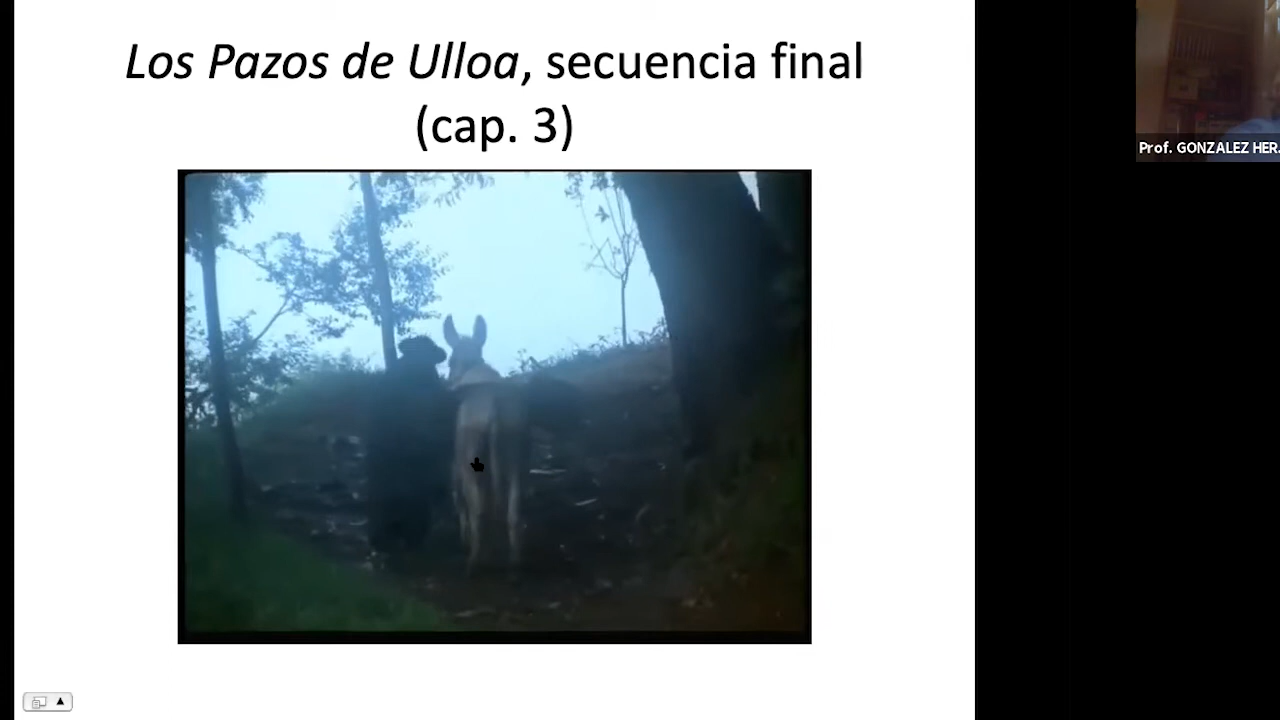 Los Pazos de Ulloa, secuencia final
(cap. 3)
Prof. GONZALEZ HER.